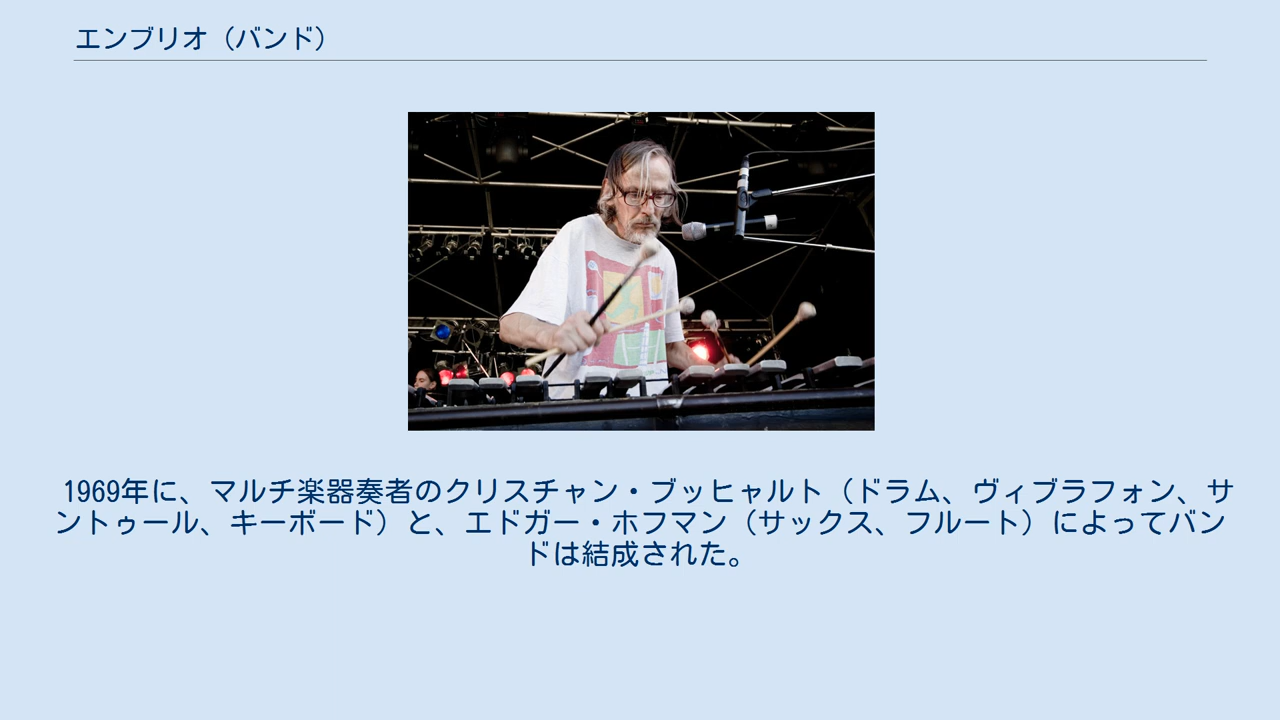 エンブリオ（バンド）
1969年に、マルチ楽器奏者のクリスチャン・ブッヒャルト（ドラム、ヴィブラフォン、サ
ントゥール、キーボード）と、エドガー・ホフマン（サックス、フルート）によってバン
ドは結成された。